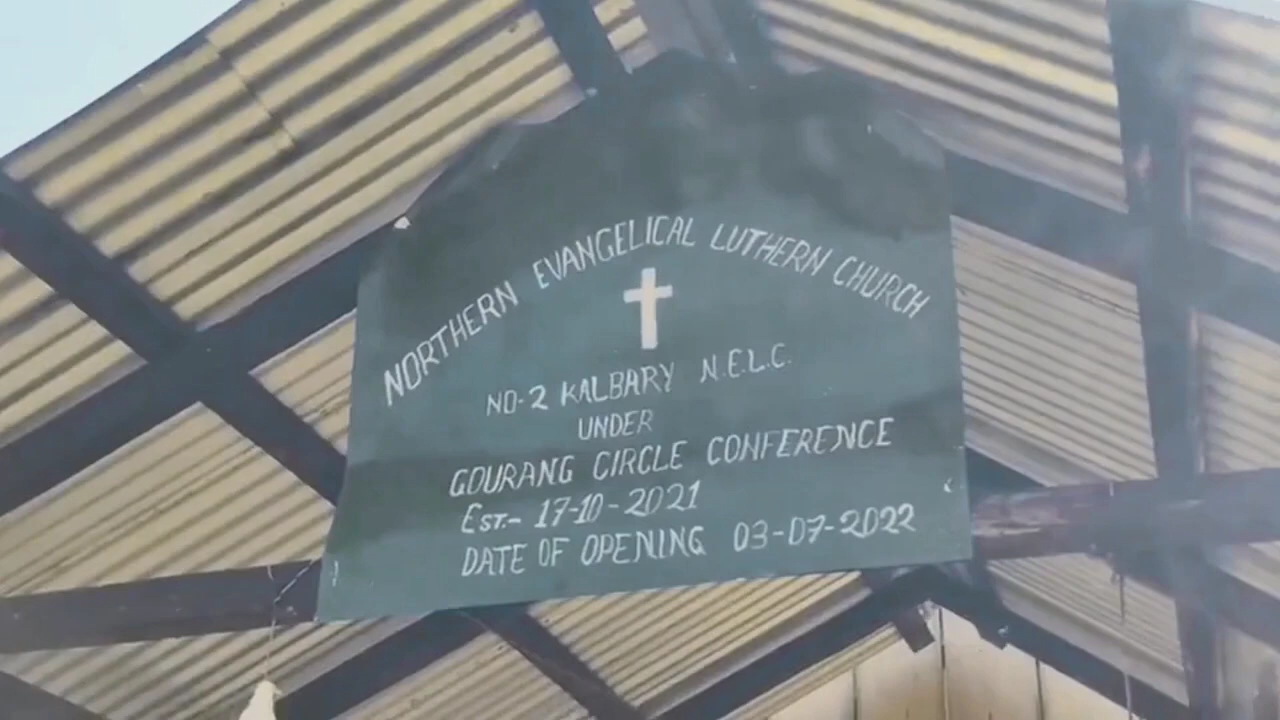 NORTHERN EVANGELICAL LUTHERN CHURCH
NO-2 KALBARY N.E.L.C.
UNDER
GOURANG CIRCLE CONFERENCE
EST.- 17-10-2021
DATE OF OPENING 03-07-2022